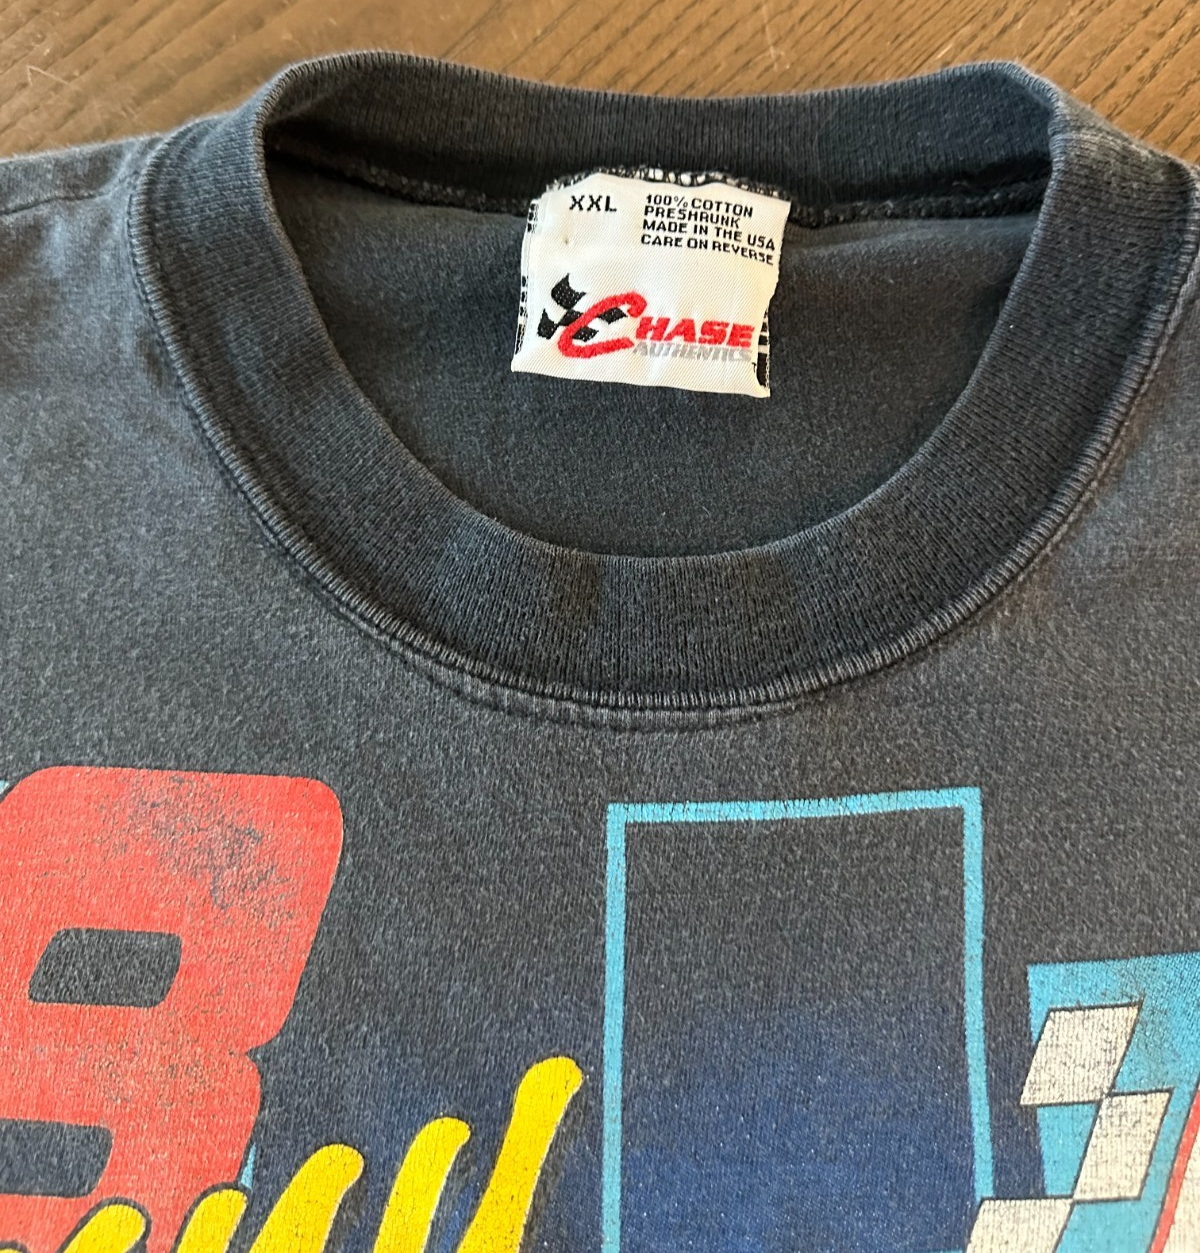 XXL
100% COTTON
PRESHRUNK
MADE IN THE USA
CARE ON REVERSE
CHASE
AUTHENTICS
8